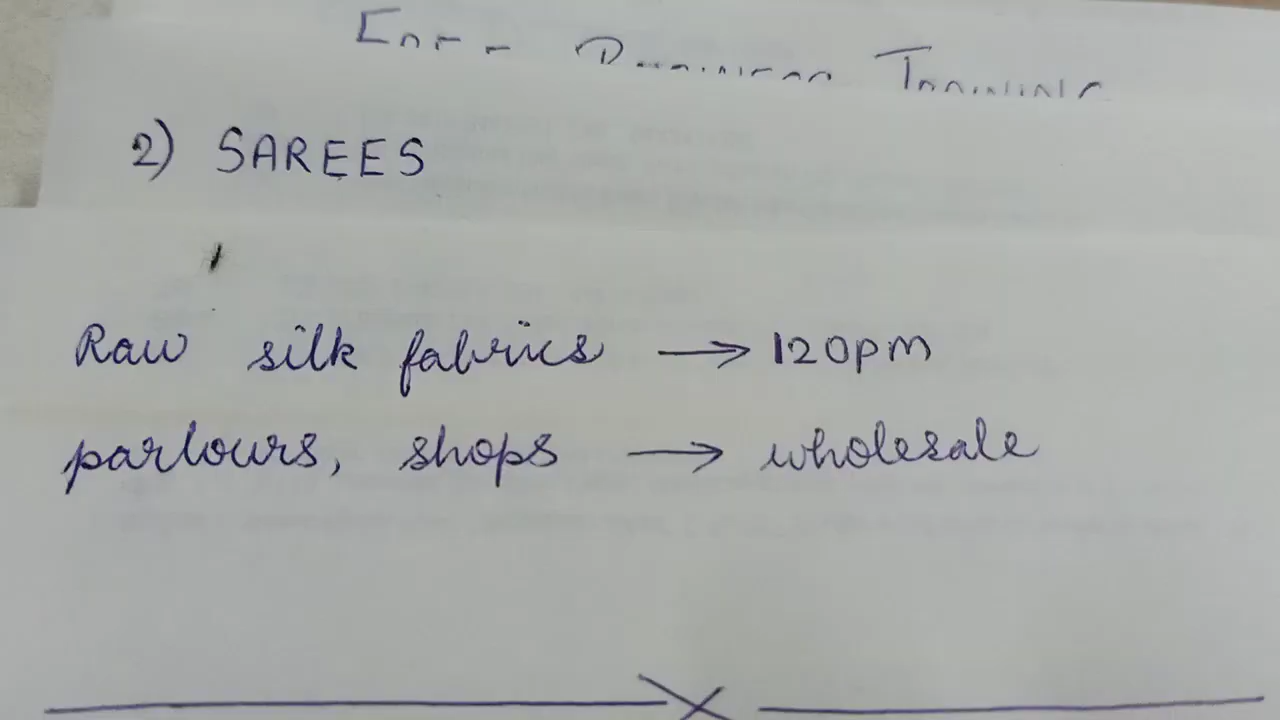 2) SAREES
Raw silk fabrics → 120pm
parlours, shops → wholesale